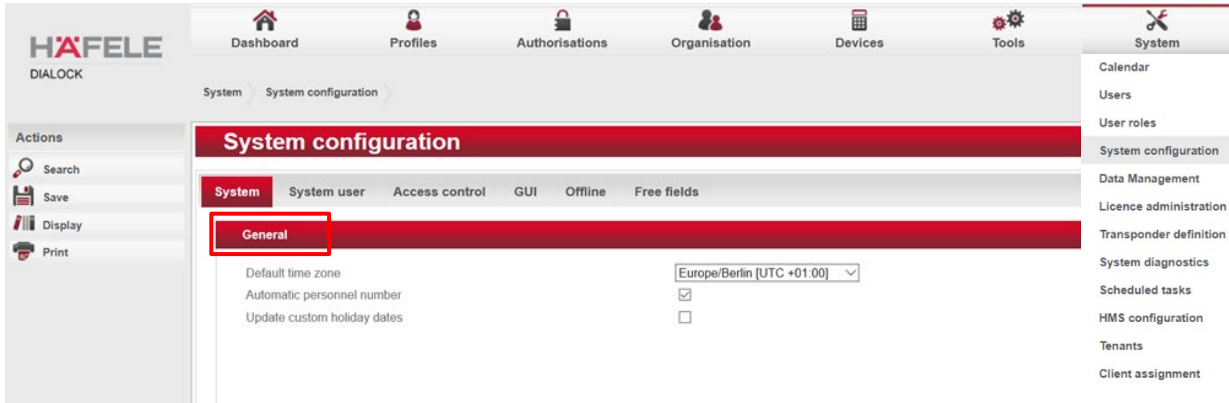 HÄFELE
DIALOCK
Dashboard
Profiles
Authorisations
Organisation
Devices
Tools
System
System
System configuration
Calendar
Users
User roles
System configuration
Data Management
Licence administration
Transponder definition
System diagnostics
Scheduled tasks
HMS configuration
Tenants
Client assignment
Actions
Search
Save
Display
Print
System configuration
System
System user
Access control
GUI
Offline
Free fields
General
Default time zone
Europe/Berlin [UTC +01:00]
Automatic personnel number
Update custom holiday dates